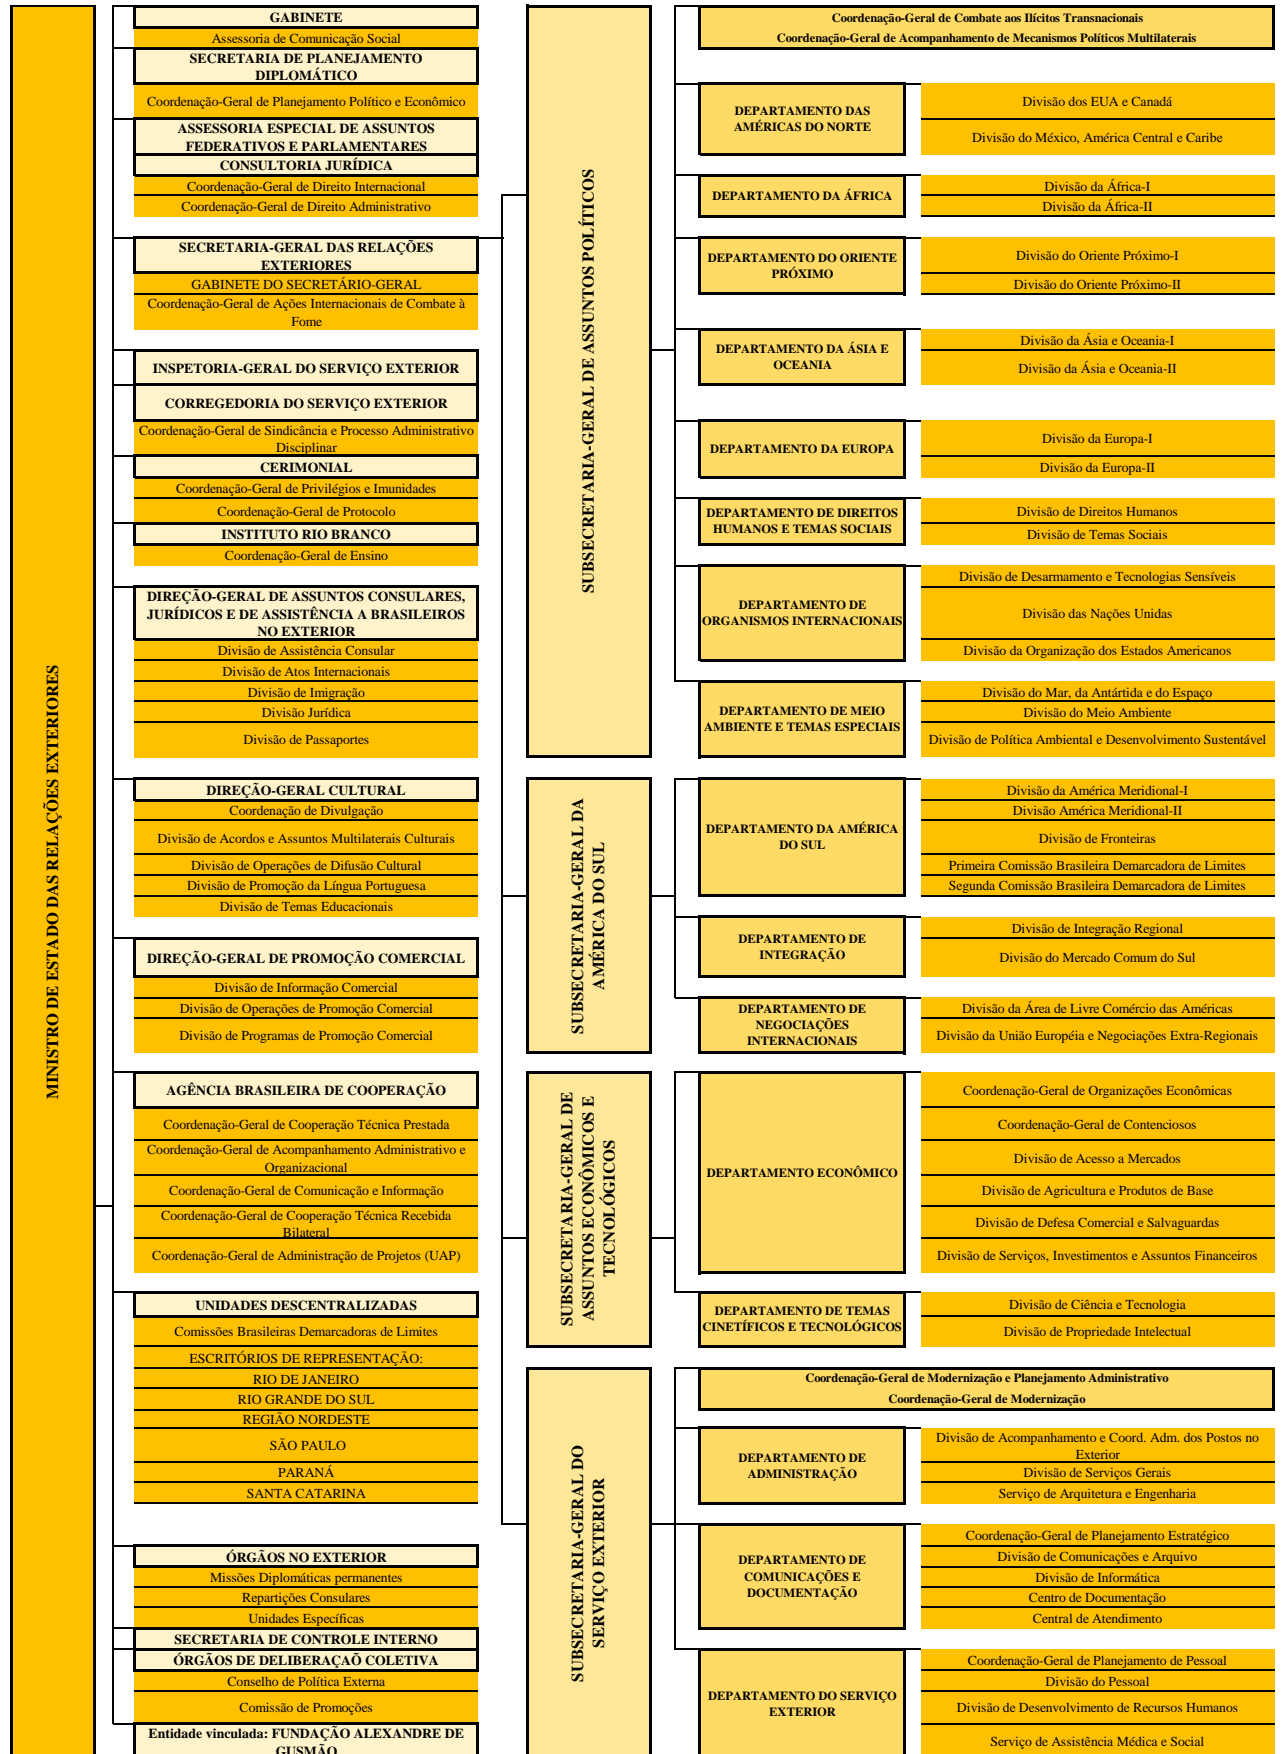 MINISTRO DE ESTADO DAS RELAÇÕES EXTERIORES
GABINETE
Assessoria de Comunicação Social
SECRETARIA DE PLANEJAMENTO
DIPLOMÁTICO
Coordenação-Geral de Planejamento Político e Econômico
ASSESSORIA ESPECIAL DE ASSUNTOS
FEDERATIVOS E PARLAMENTARES
CONSULTORIA JURÍDICA
Coordenação-Geral de Direito Internacional
Coordenação-Geral de Direito Administrativo
SECRETARIA-GERAL DAS RELAÇÕES
EXTERIORES
GABINETE DO SECRETÁRIO-GERAL
Coordenação-Geral de Ações Internacionais de Combate à
Fome
INSPETORIA-GERAL DO SERVIÇO EXTERIOR
CORREGEDORIA DO SERVIÇO EXTERIOR
Coordenação-Geral de Sindicância e Processo Administrativo
Disciplinar
CERIMONIAL
Coordenação-Geral de Privilégios e Imunidades
Coordenação-Geral de Protocolo
INSTITUTO RIO BRANCO
Coordenação-Geral de Ensino
DIREÇÃO-GERAL DE ASSUNTOS CONSULARES,
JURÍDICOS E DE ASSISTÊNCIA A BRASILEIROS
NO EXTERIOR
Divisão de Assistência Consular
Divisão de Atos Internacionais
Divisão de Imigração
Divisão Jurídica
Divisão de Passaportes
DIREÇÃO-GERAL CULTURAL
Coordenação de Divulgação
Divisão de Acordos e Assuntos Multilaterais Culturais
Divisão de Operações de Difusão Cultural
Divisão de Promoção da Língua Portuguesa
Divisão de Temas Educacionais
DIREÇÃO-GERAL DE PROMOÇÃO COMERCIAL
Divisão de Informação Comercial
Divisão de Operações de Promoção Comercial
Divisão de Programas de Promoção Comercial
AGÊNCIA BRASILEIRA DE COOPERAÇÃO
Coordenação-Geral de Cooperação Técnica Prestada
Coordenação-Geral de Acompanhamento Administrativo e
Organizacional
Coordenação-Geral de Comunicação e Informação
Coordenação-Geral de Cooperação Técnica Recebida
Bilateral
Coordenação-Geral de Administração de Projetos (UAP)
UNIDADES DESCENTRALIZADAS
Comissões Brasileiras Demarcadoras de Limites
ESCRITÓRIOS DE REPRESENTAÇÃO:
RIO DE JANEIRO
RIO GRANDE DO SUL
REGIÃO NORDESTE
SÃO PAULO
PARANÁ
SANTA CATARINA
ÓRGÃOS NO EXTERIOR
Missões Diplomáticas permanentes
Repartições Consulares
Unidades Específicas
SECRETARIA DE CONTROLE INTERNO
ÓRGÃOS DE DELIBERAÇAÕ COLETIVA
Conselho de Política Externa
Comissão de Promoções
Entidade vinculada: FUNDAÇÃO ALEXANDRE DE
GUSMÃO
SUBSECRETARIA-GERAL DE ASSUNTOS POLÍTICOS
Coordenação-Geral de Combate aos Ilícitos Transnacionais
Coordenação-Geral de Acompanhamento de Mecanismos Políticos Multilaterais
DEPARTAMENTO DAS
AMÉRICAS DO NORTE
Divisão dos EUA e Canadá
Divisão do México, América Central e Caribe
DEPARTAMENTO DA ÁFRICA
Divisão da África-I
Divisão da África-II
DEPARTAMENTO DO ORIENTE
PRÓXIMO
Divisão do Oriente Próximo-I
Divisão do Oriente Próximo-II
DEPARTAMENTO DA ÁSIA E
OCEANIA
Divisão da Ásia e Oceania-I
Divisão da Ásia e Oceania-II
DEPARTAMENTO DA EUROPA
Divisão da Europa-I
Divisão da Europa-II
DEPARTAMENTO DE DIREITOS
HUMANOS E TEMAS SOCIAIS
Divisão de Direitos Humanos
Divisão de Temas Sociais
DEPARTAMENTO DE
ORGANISMOS INTERNACIONAIS
Divisão de Desarmamento e Tecnologias Sensíveis
Divisão das Nações Unidas
Divisão da Organização dos Estados Americanos
DEPARTAMENTO DE MEIO
AMBIENTE E TEMAS ESPECIAIS
Divisão do Mar, da Antártida e do Espaço
Divisão do Meio Ambiente
Divisão de Política Ambiental e Desenvolvimento Sustentável
SUBSECRETARIA-GERAL DA
AMÉRICA DO SUL
DEPARTAMENTO DA AMÉRICA
DO SUL
Divisão da América Meridional-I
Divisão América Meridional-II
Divisão de Fronteiras
Primeira Comissão Brasileira Demarcadora de Limites
Segunda Comissão Brasileira Demarcadora de Limites
DEPARTAMENTO DE
INTEGRAÇÃO
Divisão de Integração Regional
Divisão do Mercado Comum do Sul
DEPARTAMENTO DE
NEGOCIAÇÕES
INTERNACIONAIS
Divisão da Área de Livre Comércio das Américas
Divisão da União Européia e Negociações Extra-Regionais
SUBSECRETARIA-GERAL DE
ASSUNTOS ECONÔMICOS E
TECNOLÓGICOS
DEPARTAMENTO ECONÔMICO
Coordenação-Geral de Organizações Econômicas
Coordenação-Geral de Contenciosos
Divisão de Acesso a Mercados
Divisão de Agricultura e Produtos de Base
Divisão de Defesa Comercial e Salvaguardas
Divisão de Serviços, Investimentos e Assuntos Financeiros
DEPARTAMENTO DE TEMAS
CINETÍFICOS E TECNOLÓGICOS
Divisão de Ciência e Tecnologia
Divisão de Propriedade Intelectual
SUBSECRETARIA-GERAL DO
SERVIÇO EXTERIOR
Coordenação-Geral de Modernização e Planejamento Administrativo
Coordenação-Geral de Modernização
DEPARTAMENTO DE
ADMINISTRAÇÃO
Divisão de Acompanhamento e Coord. Adm. dos Postos no
Exterior
Divisão de Serviços Gerais
Serviço de Arquitetura e Engenharia
DEPARTAMENTO DE
COMUNICAÇÕES E
DOCUMENTAÇÃO
Coordenação-Geral de Planejamento Estratégico
Divisão de Comunicações e Arquivo
Divisão de Informática
Centro de Documentação
Central de Atendimento
DEPARTAMENTO DO SERVIÇO
EXTERIOR
Coordenação-Geral de Planejamento de Pessoal
Divisão do Pessoal
Divisão de Desenvolvimento de Recursos Humanos
Serviço de Assistência Médica e Social